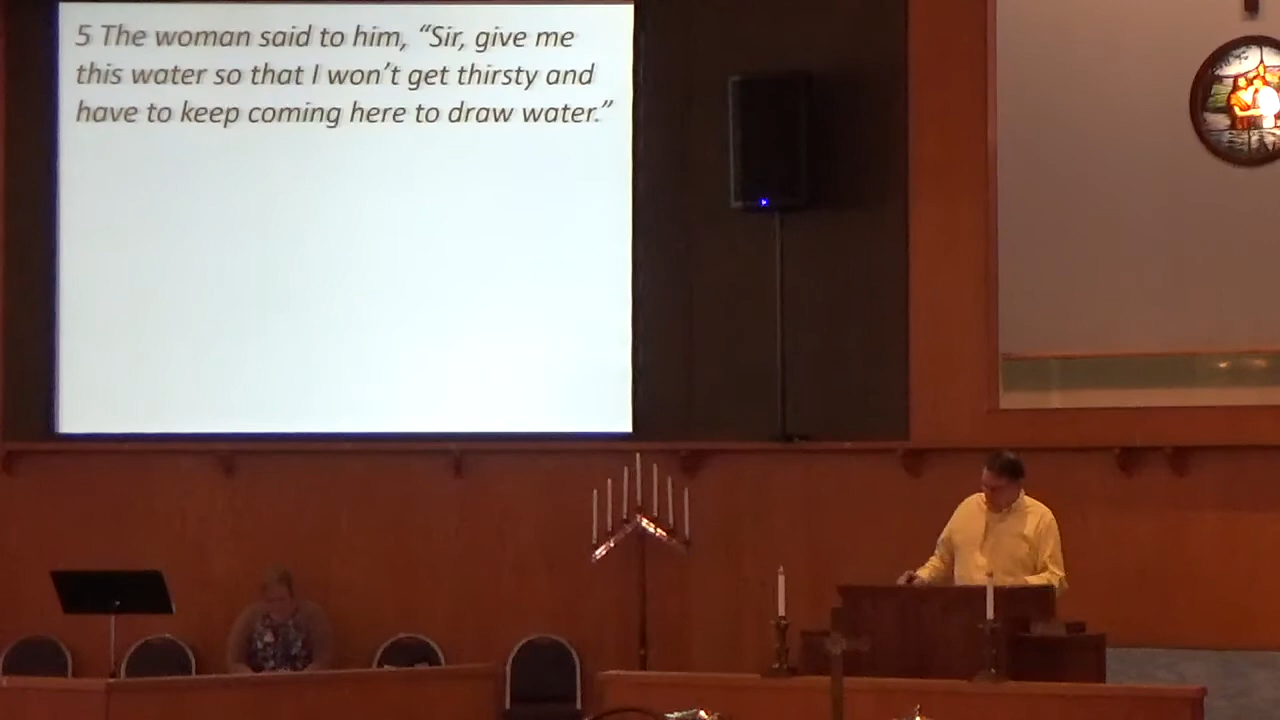 5 The woman said to him, “Sir, give me
this water so that I won’t get thirsty and
have to keep coming here to draw water.”